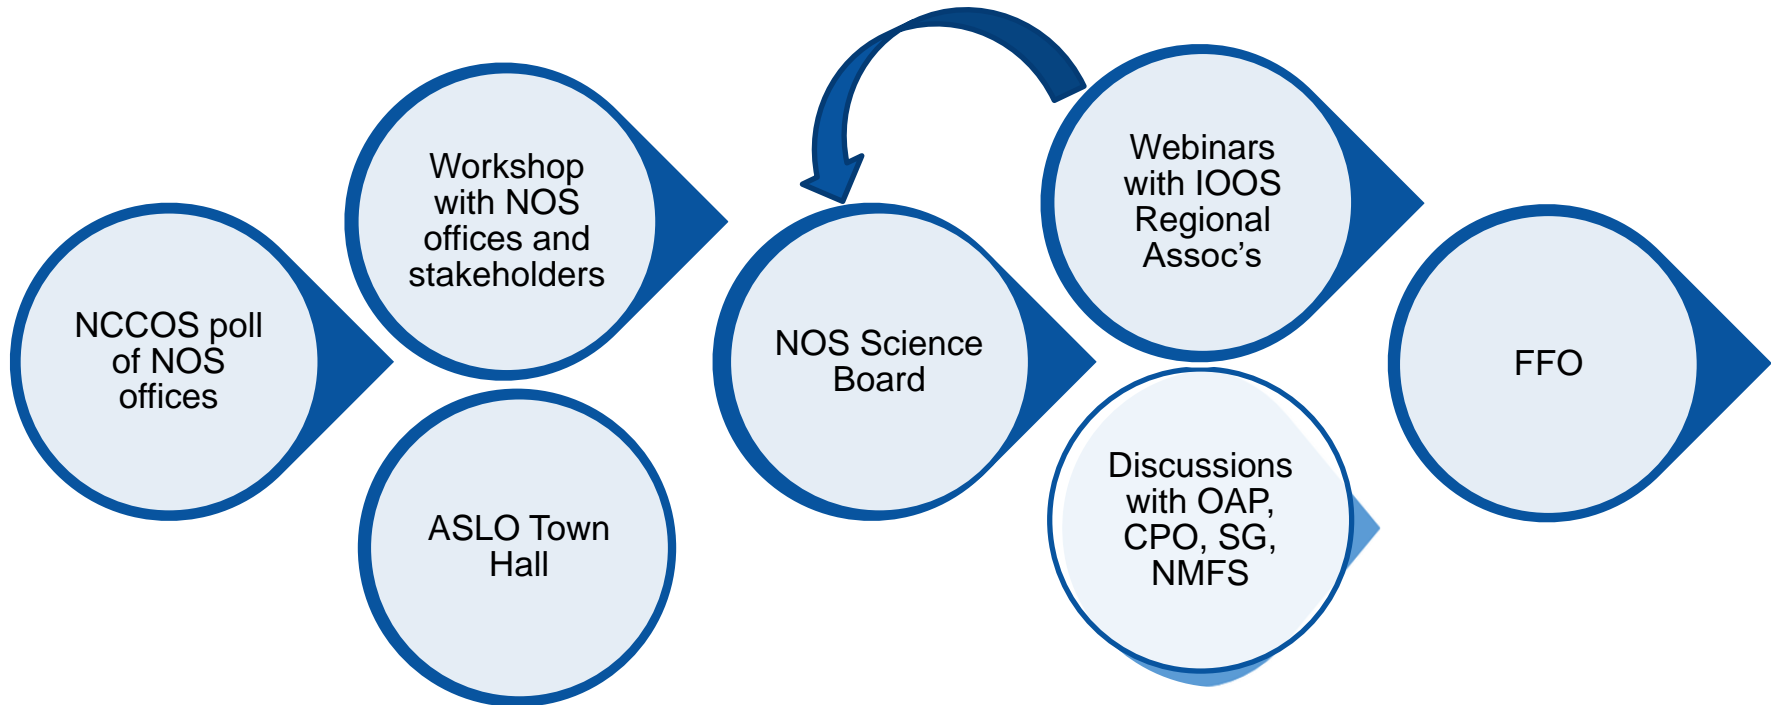 NCCOS poll
of NOS
offices
Workshop
with NOS
offices and
stakeholders
ASLO Town
Hall
NOS Science
Board
Webinars
with IOOS
Regional
Assoc's
Discussions
with OAP,
CPO, SG,
NMFS
FFO